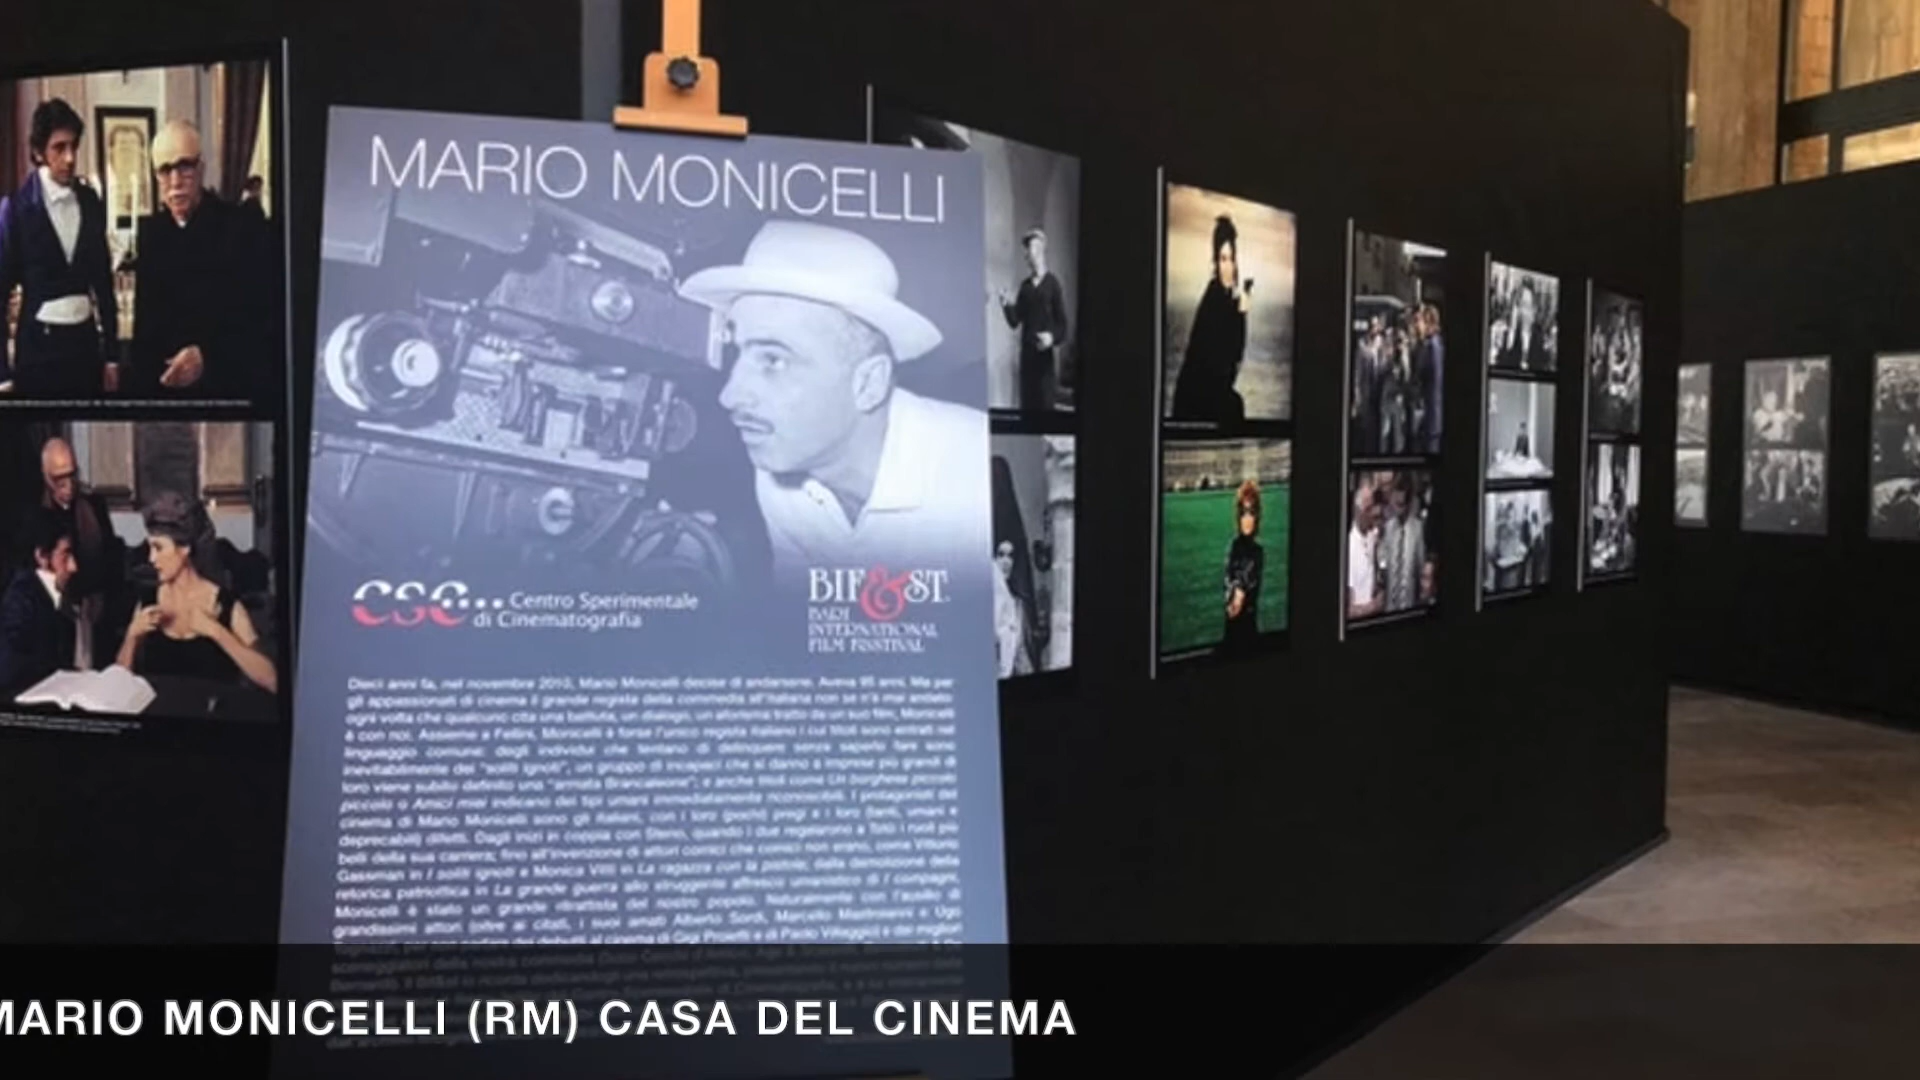 MARIO MONICELLI
CSC.... Centro Sperimentale
di Cinematografia
BIF&ST.
BARI
INTERNATIONAL
FILM FESTIVAL
Dieci anni fa, nel novembre 2010, Mario Monicelli decise di andarsene. Aveva 95 anni. Ma per
gli appassionati di cinema il grande regista della commedia all'italiana non se n'è mai andato:
ogni volta che qualcuno cita una battuta, un dialogo, un aforisma tratto da un suo film, Monicelli
è con noi. Assieme a Fellini, Monicelli è forse l'unico regista italiano i cui titoli sono entrati nel
linguaggio comune: degli individui che tentano di delinquere senza saperlo fare sono
inevitabilmente dei "soliti ignoti", un gruppo di incapaci che si danno a imprese più grandi di
loro viene subito definito una "armata Brancaleone"; e anche titoli come Un borghese piccolo
piccolo o Amici miei indicano dei tipi umani immediatamente riconoscibili. I protagonisti del
cinema di Mario Monicelli sono gli italiani, con i loro (pochi) pregi e i loro (tanti, umani e
deprecabili) difetti. Dagli inizi in coppia con Steno, quando i due regalarono a Totò i ruoli più
belli della sua carriera; fino all'invenzione di attori comici che comici non erano, come Vittorio
Gassman in I soliti ignoti e Monica Vitti in La ragazza con la pistola; dalla demolizione della
retorica patriottica in La grande guerra allo struggente affresco umanistico di I compagni,
Monicelli è stato un grande ritrattista del nostro popolo. Naturalmente con l'ausilio di
grandissimi attori (oltre ai citati, i suoi amati Alberto Sordi, Marcello Mastroianni e Ugo
al cinema di Gigi Proietti e di Paolo Villaggio) e dei migliori
MARIO MONICELLI (RM) CASA DEL CINEMA